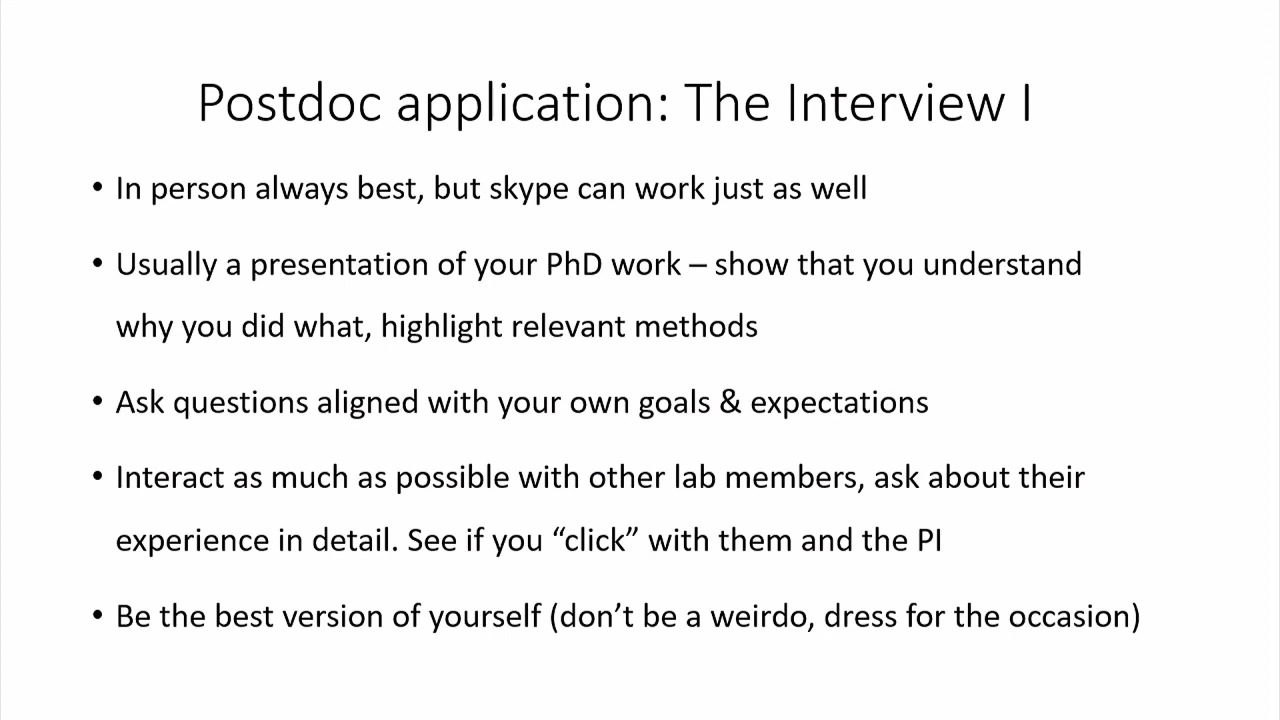 Postdoc application: The Interview I
• In person always best, but skype can work just as well
• Usually a presentation of your PhD work – show that you understand
why you did what, highlight relevant methods
• Ask questions aligned with your own goals & expectations
• Interact as much as possible with other lab members, ask about their
experience in detail. See if you “click” with them and the PI
• Be the best version of yourself (don’t be a weirdo, dress for the occasion)